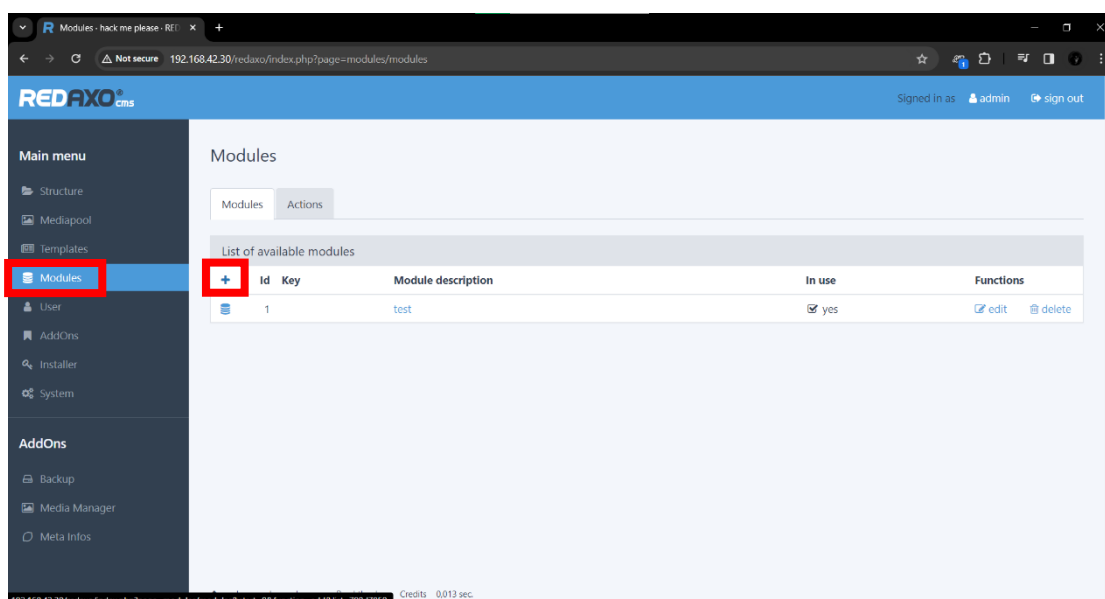 Modules · hack me please · RED
Not secure 192.168.42.30/redaxo/index.php?page=modules/modules
REDAXO® cms
Signed in as admin sign out
Main menu
Structure
Mediapool
Templates
Modules
User
AddOns
Installer
System
AddOns
Backup
Media Manager
Meta Infos
Modules
Modules Actions
List of available modules
+ Id Key Module description In use Functions
1 test yes edit delete
Credits 0,013 sec.